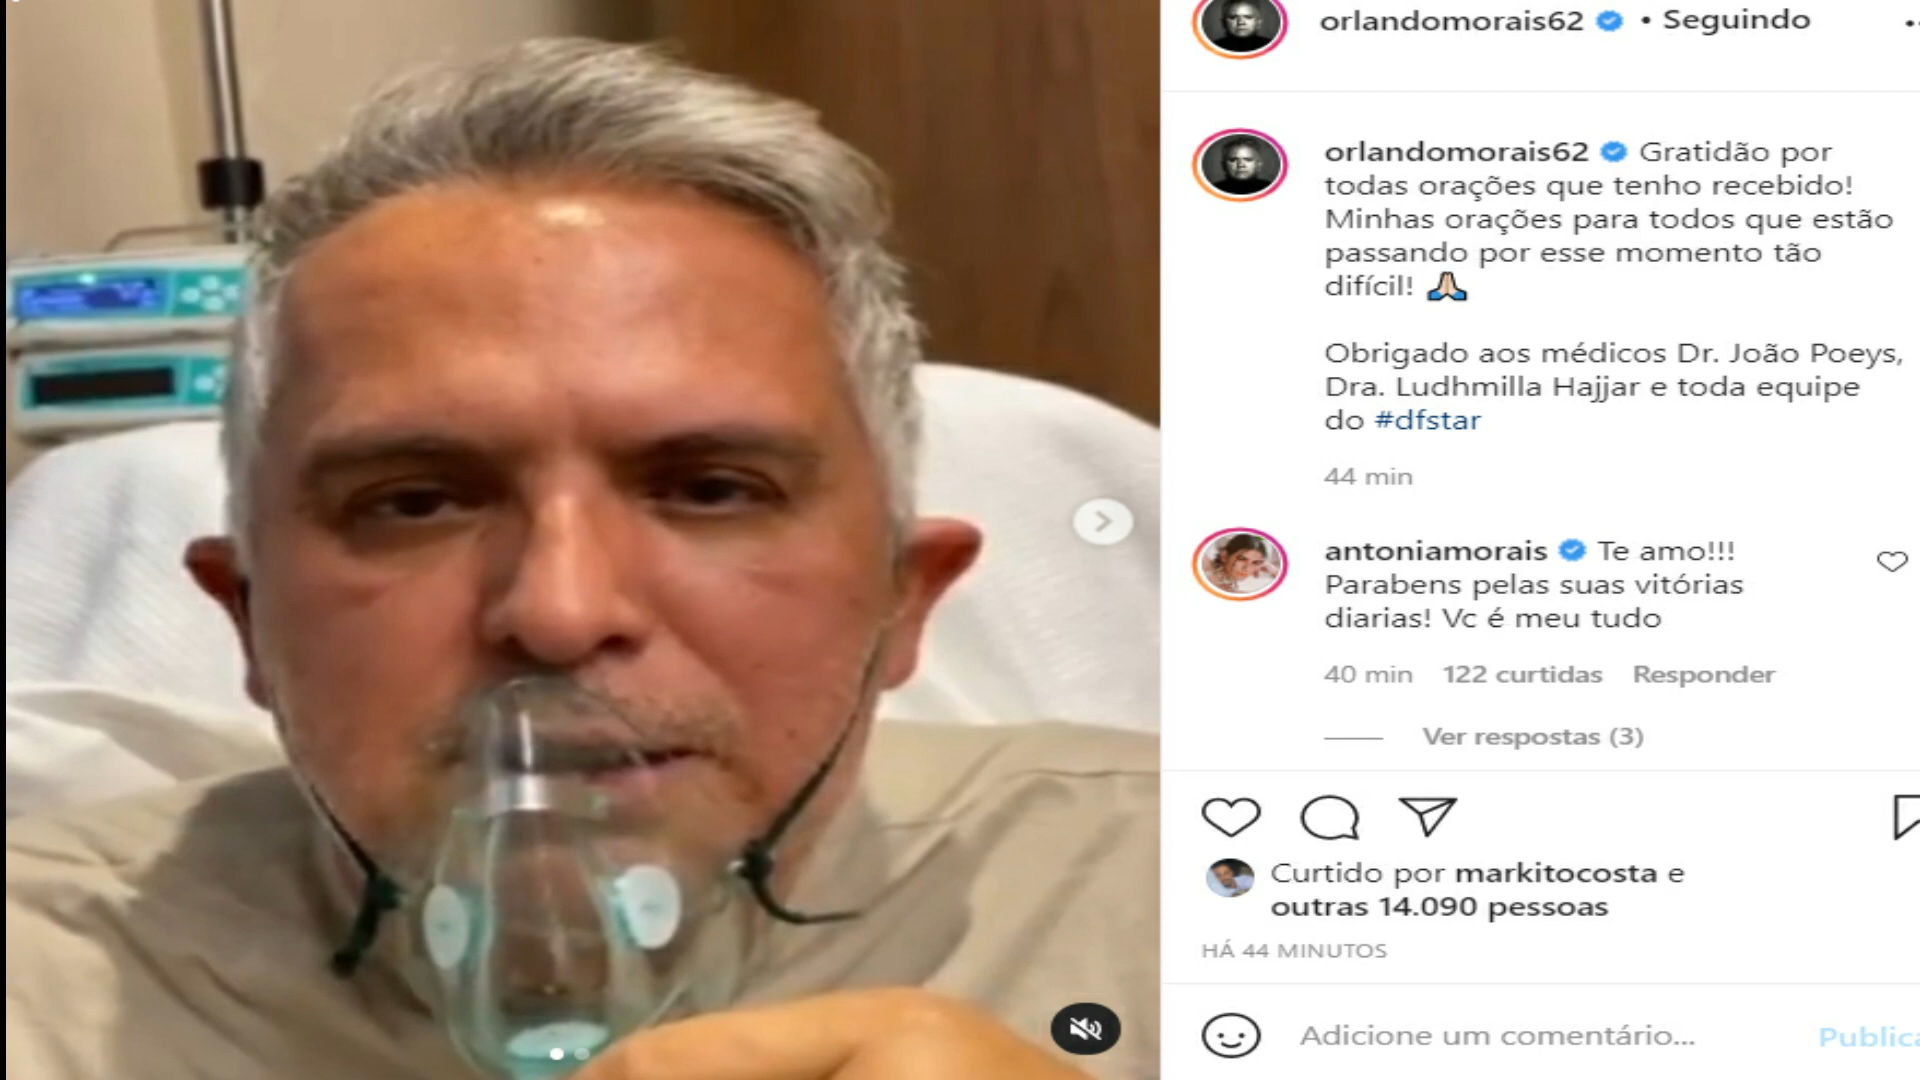 orlandomorais62 • Seguindo
orlandomorais62 Gratidão por
todas orações que tenho recebido!
Minhas orações para todos que estão
passando por esse momento tão
difícil! 🙏🏻
Obrigado aos médicos Dr. João Poeys,
Dra. Ludhmilla Hajjar e toda equipe
do #dfstar
44 min
antoniamorais Te amo!!!
Parabens pelas suas vitórias
diarias! Vc é meu tudo
40 min 122 curtidas Responder
Ver respostas (3)
Curtido por markitocosta e
outras 14.090 pessoas
HÁ 44 MINUTOS
Adicione um comentário...
Public